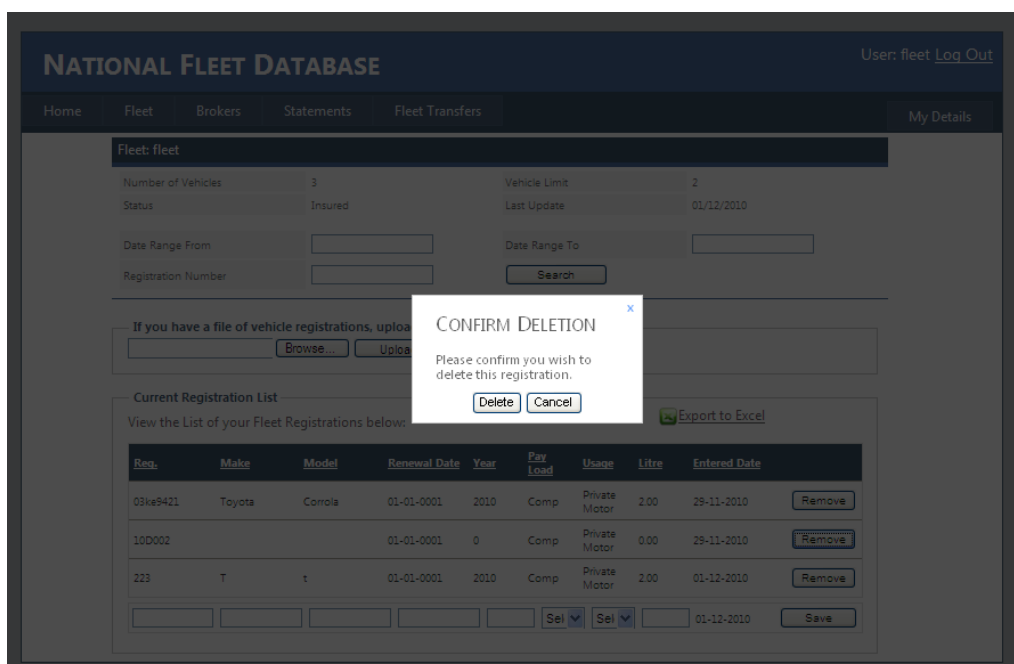 NATIONAL FLEET DATABASE
User: fleet Log Out
Home Fleet Brokers Statements Fleet Transfers My Details
Fleet: fleet
Number of Vehicles 3 Vehicle Limit 2
Status Insured Last Update 01/12/2010
Date Range From Date Range To
Registration Number Search
x
CONFIRM DELETION
Please confirm you wish to
delete this registration.
Delete Cancel
If you have a file of vehicle registrations,
Browse...
Current Registration List
View the List of your Fleet Registrations below:
Export to Excel
Reg. Make Model Renewal Date Year Pay Load Usage Litre Entered Date
03ke9421 Toyota Corrola 01-01-0001 2010 Comp Private Motor 2.00 29-11-2010 Remove
10D002 01-01-0001 0 Comp Private Motor 0.00 29-11-2010 Remove
223 T t 01-01-0001 2010 Comp Private Motor 2.00 01-12-2010 Remove
Sel Sel 01-12-2010 Save